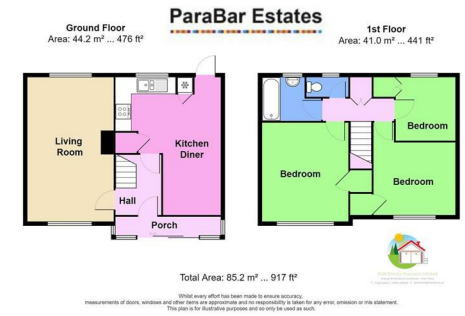 ParaBar Estates
Ground Floor
Area: 44.2 m² ... 476 ft²
1st Floor
Area: 41.0 m² ... 441 ft²
Living
Room
Kitchen
Diner
Hall
Porch
Bedroom
Bedroom
Bedroom
Total Area: 85.2 m² ... 917 ft²
Whilst every effort has been made to ensure accuracy,
measurements of doors, windows and other items are approximate and no responsibility is taken for any error, omission or mis statement.
This plan is for illustrative purposes and so only be used as such.